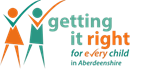 getting
it right
for every child
in Aberdeenshire